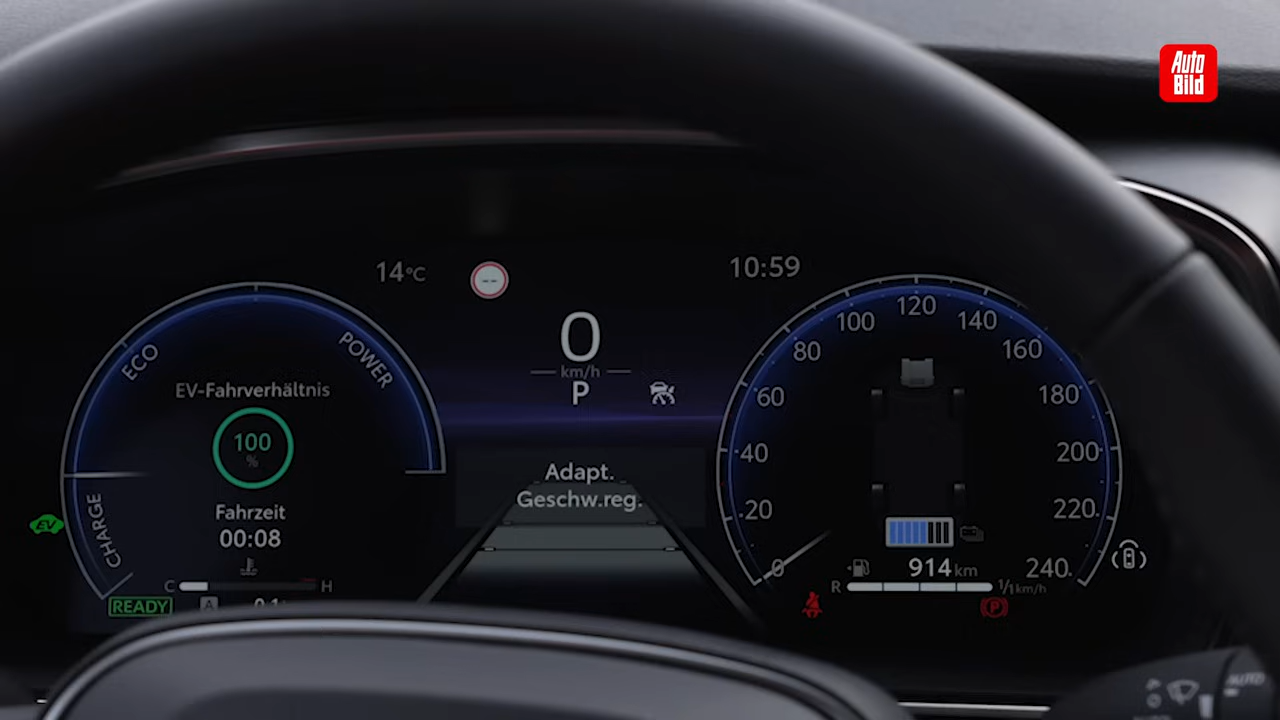 Auto
Bild
14°C
10:59
0
km/h
P
ECO
POWER
CHARGE
EV-Fahrverhältnis
100
%
Fahrzeit
00:08
C
H
EV
READY
A
Adapt.
Geschw.reg.
0
20
40
60
80
100
120
140
160
180
200
220
240
914 km
R
1/1
km/h
P
AUTO